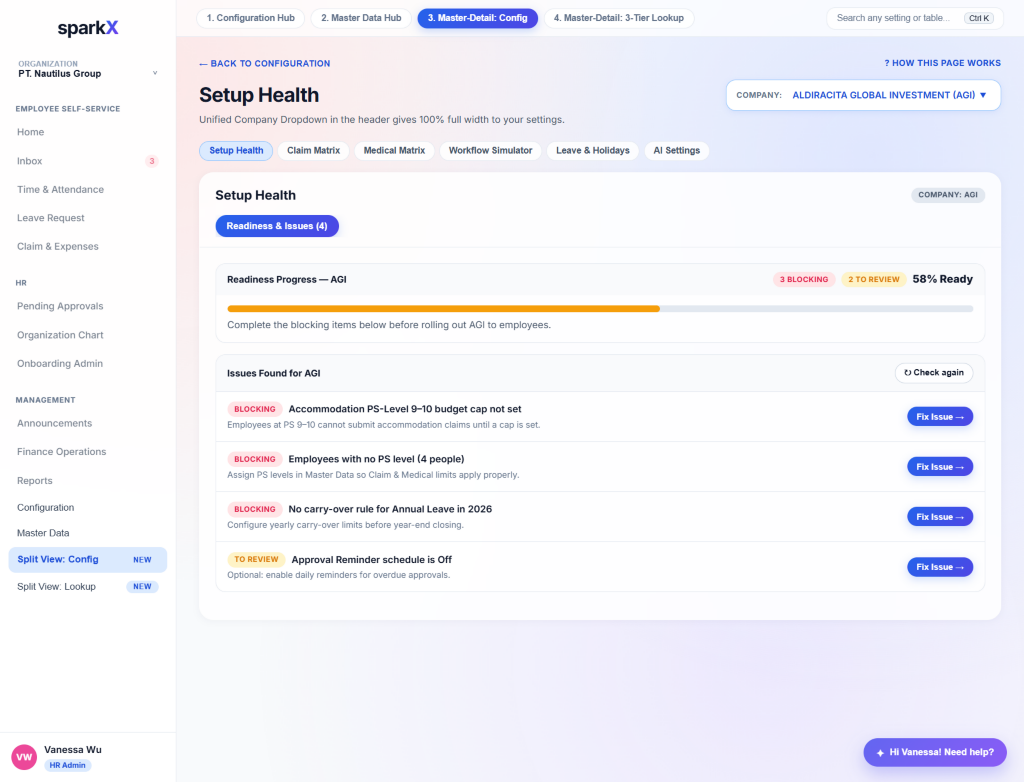 sparkX
ORGANIZATION
PT. Nautilus Group
EMPLOYEE SELF-SERVICE
Home
Inbox 3
Time & Attendance
Leave Request
Claim & Expenses
HR
Pending Approvals
Organization Chart
Onboarding Admin
MANAGEMENT
Announcements
Finance Operations
Reports
Configuration
Master Data
Split View: Config NEW
Split View: Lookup NEW
VW Vanessa Wu
HR Admin
1. Configuration Hub 2. Master Data Hub 3. Master-Detail: Config 4. Master-Detail: 3-Tier Lookup Search any setting or table... Ctrl K
← BACK TO CONFIGURATION ? HOW THIS PAGE WORKS
Setup Health
COMPANY: ALDIRACITA GLOBAL INVESTMENT (AGI) ▼
Unified Company Dropdown in the header gives 100% full width to your settings.
Setup Health Claim Matrix Medical Matrix Workflow Simulator Leave & Holidays AI Settings
Setup Health COMPANY: AGI
Readiness & Issues (4)
Readiness Progress — AGI 3 BLOCKING 2 TO REVIEW 58% Ready
Complete the blocking items below before rolling out AGI to employees.
Issues Found for AGI ↻ Check again
BLOCKING Accommodation PS-Level 9–10 budget cap not set
Employees at PS 9–10 cannot submit accommodation claims until a cap is set.
Fix Issue →
BLOCKING Employees with no PS level (4 people)
Assign PS levels in Master Data so Claim & Medical limits apply properly.
Fix Issue →
BLOCKING No carry-over rule for Annual Leave in 2026
Configure yearly carry-over limits before year-end closing.
Fix Issue →
TO REVIEW Approval Reminder schedule is Off
Optional: enable daily reminders for overdue approvals.
Fix Issue →
✦ Hi Vanessa! Need help?